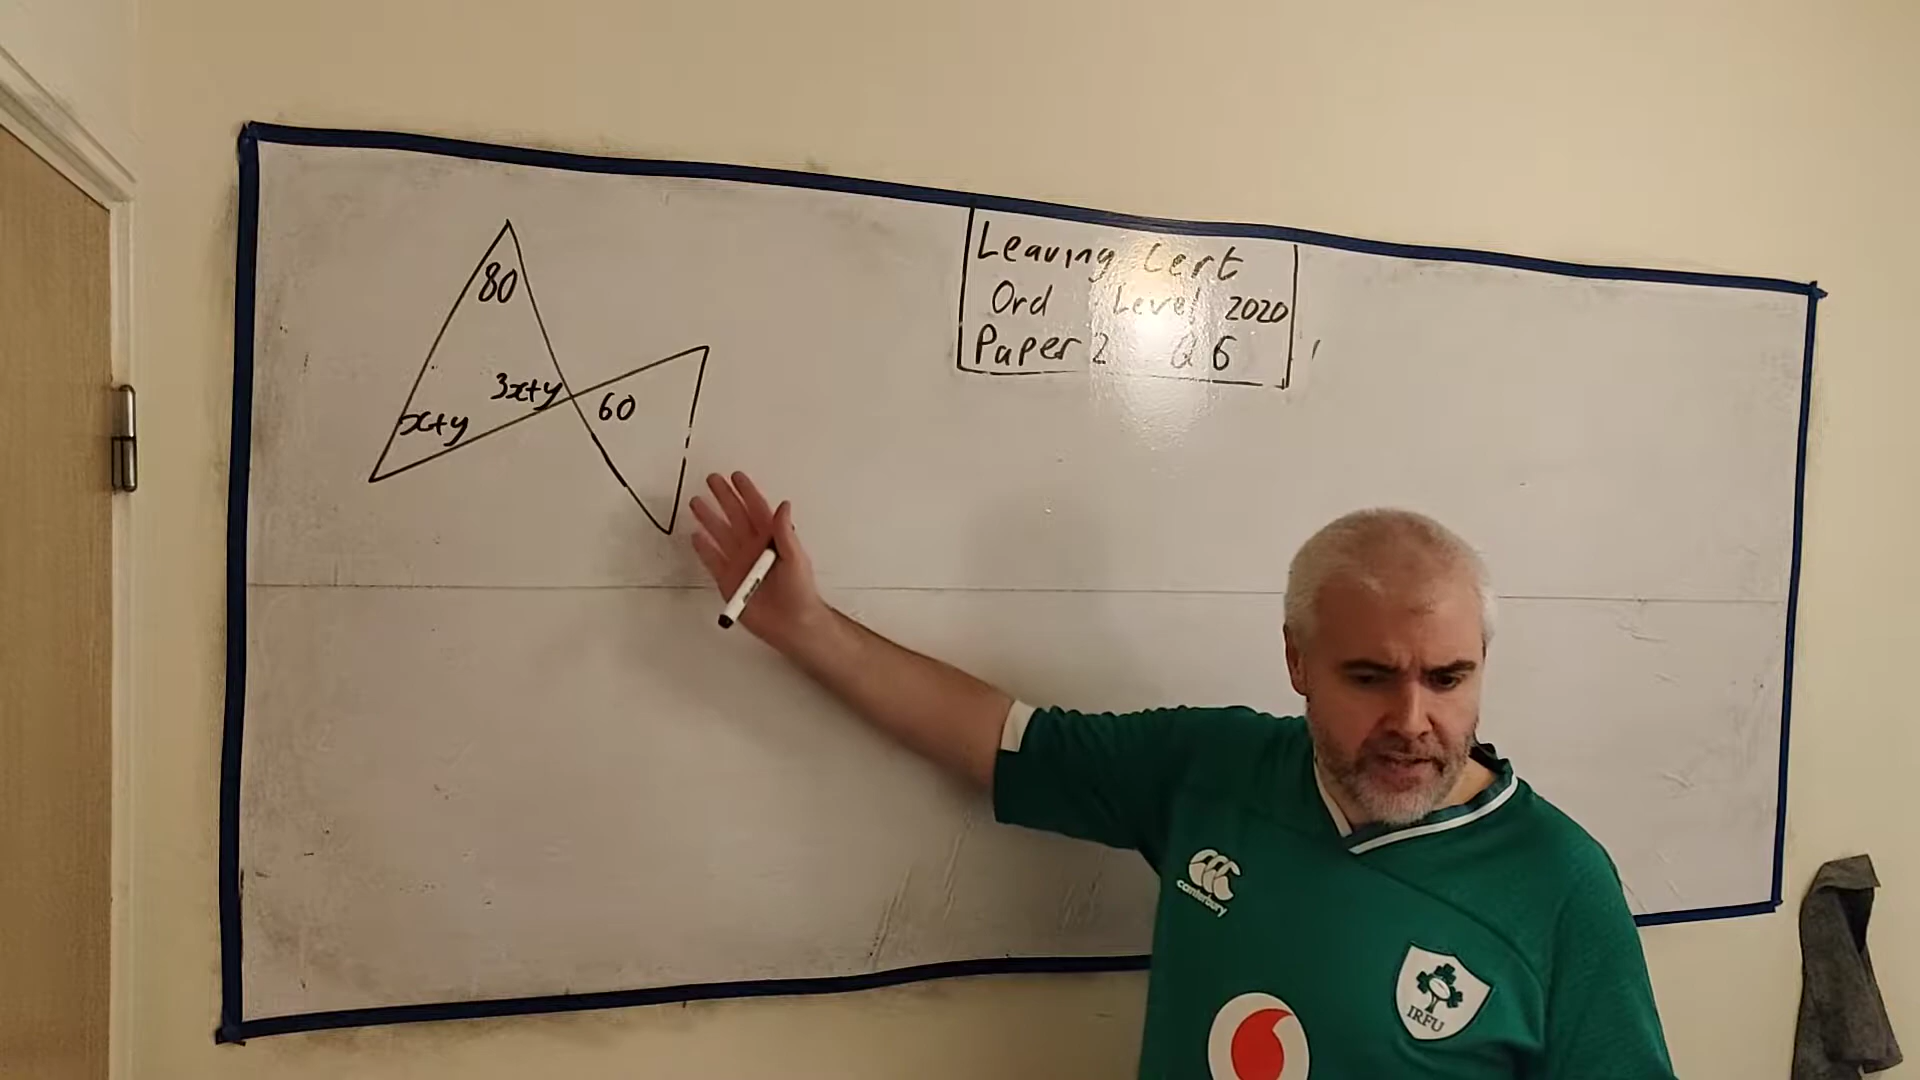 80
3x+y
60
x+y
Leaving Cert
Ord Level 2020
Paper 2 Q6
canterbury
IRFU